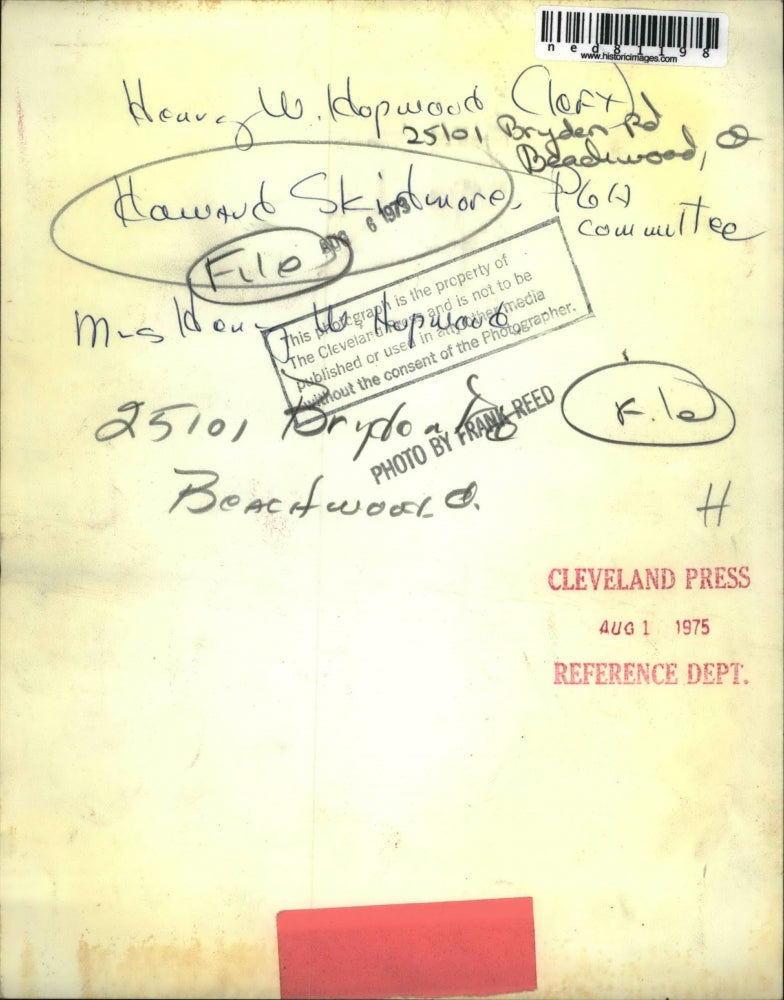 ned81198
www.historicimages.com
Henry W. Hopwood (left)
25101 Bryden Rd
Beachwood, O
Howard Skidmore, PGA
committee
AUG 6 1975
File
Mrs Henry W. Hopwood
This photograph is the property of
The Cleveland Press and is not to be
published or used in any other media
without the consent of the Photographer.
25101 Bryden Rd
File
PHOTO BY FRANK REED
Beachwood O.
H
CLEVELAND PRESS
AUG 1 1975
REFERENCE DEPT.